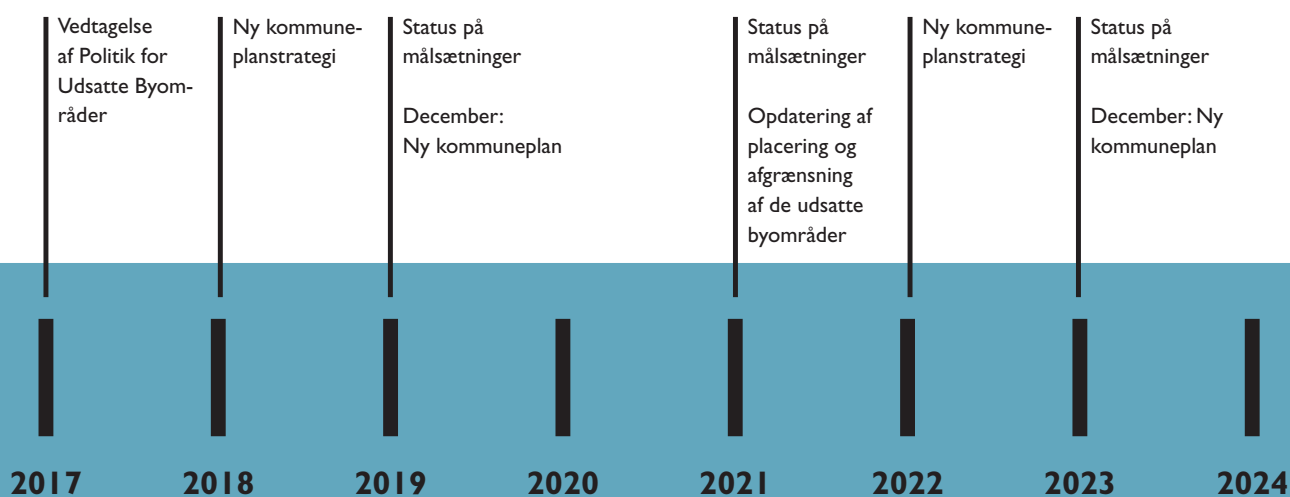 Vedtagelse
af Politik for
Udsatte Byom-
råder
Ny kommune-
planstrategi
Status på
målsætninger
December:
Ny kommuneplan
Status på
målsætninger
Opdatering af
placering og
afgrænsning
af de udsatte
byområder
Ny kommune-
planstrategi
Status på
målsætninger
December: Ny
kommuneplan
2017
2018
2019
2020
2021
2022
2023
2024